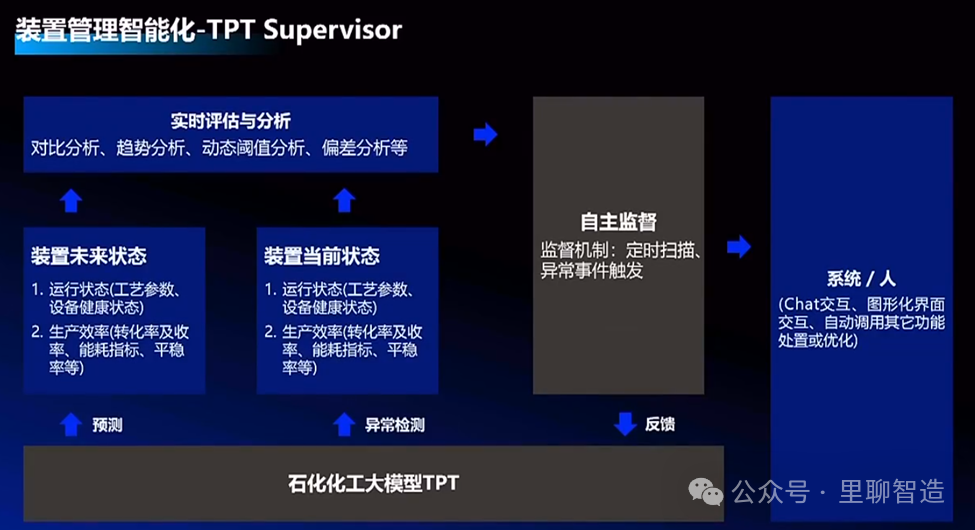 装置管理智能化-TPT Supervisor
实时评估与分析
对比分析、趋势分析、动态阈值分析、偏差分析等
装置未来状态
1. 运行状态(工艺参数、
设备健康状态)
2. 生产效率(转化率及收
率、能耗指标、平稳
率等)
装置当前状态
1. 运行状态(工艺参数、
设备健康状态)
2. 生产效率(转化率及收
率、能耗指标、平稳
率等)
自主监督
监督机制：定时扫描、
异常事件触发
系统 / 人
(Chat交互、图形化界面
交互、自动调用其它功能
处置或优化)
预测
异常检测
反馈
石化化工大模型TPT
公众号 · 里聊智造